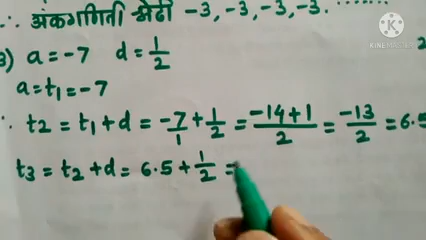 ∴ अंकगणिती श्रेढी -3, -3, -3, -3. ........
3) a = -7 d = 1/2
a = t₁ = -7
∴ t2 = t₁ + d = -7/1 + 1/2 = -14+1/2 = -13/2 = 6.5
t3 = t2 + d = 6.5 + 1/2 =
KINEMASTER